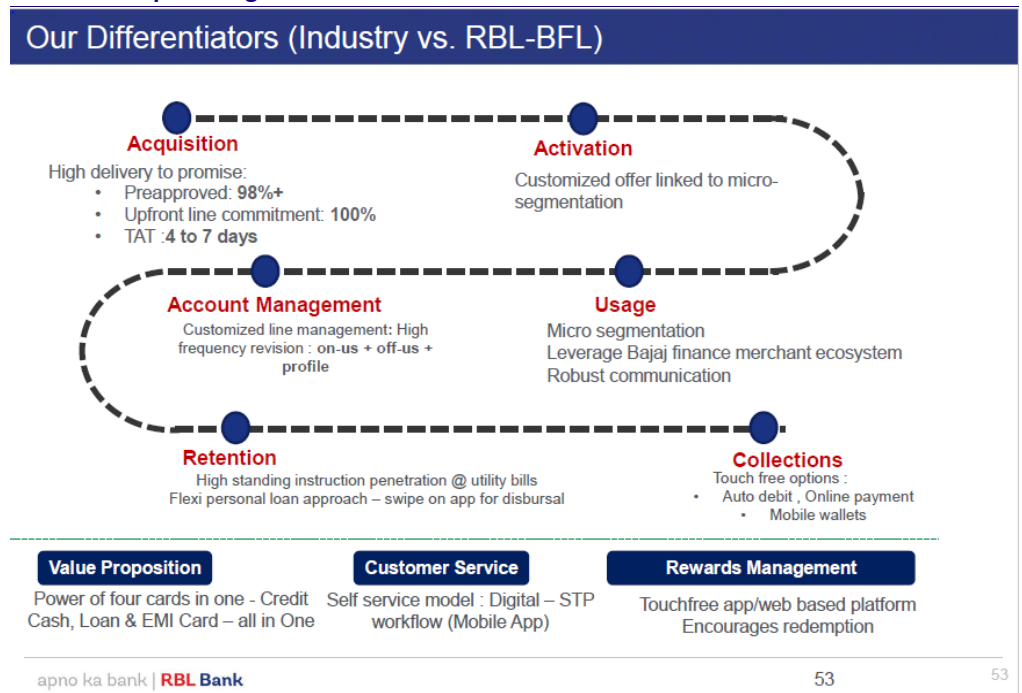 Our Differentiators (Industry vs. RBL-BFL)
Acquisition
High delivery to promise:
• Preapproved: 98%+
• Upfront line commitment: 100%
• TAT :4 to 7 days
Activation
Customized offer linked to micro-
segmentation
Account Management
Customized line management: High
frequency revision : on-us + off-us +
profile
Usage
Micro segmentation
Leverage Bajaj finance merchant ecosystem
Robust communication
Retention
High standing instruction penetration @ utility bills
Flexi personal loan approach – swipe on app for disbursal
Collections
Touch free options :
• Auto debit , Online payment
• Mobile wallets
Value Proposition
Power of four cards in one - Credit
Cash, Loan & EMI Card – all in One
Customer Service
Self service model : Digital – STP
workflow (Mobile App)
Rewards Management
Touchfree app/web based platform
Encourages redemption
apno ka bank | RBL Bank
53
53